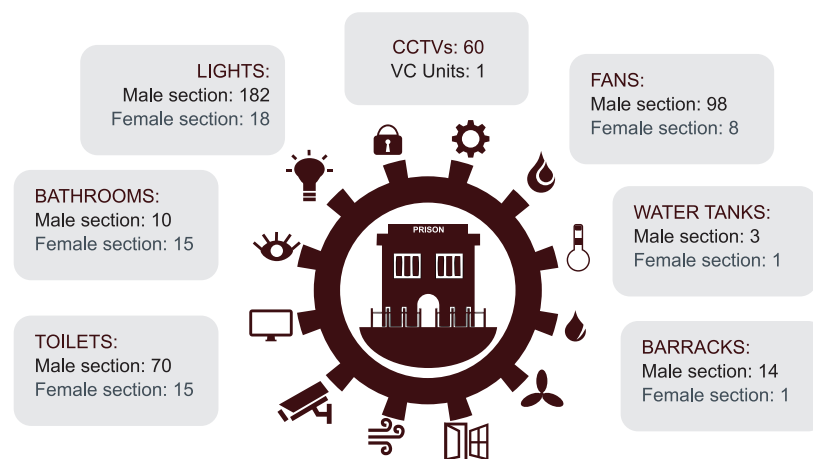 CCTVs: 60
VC Units: 1
LIGHTS:
Male section: 182
Female section: 18
FANS:
Male section: 98
Female section: 8
BATHROOMS:
Male section: 10
Female section: 15
WATER TANKS:
Male section: 3
Female section: 1
TOILETS:
Male section: 70
Female section: 15
BARRACKS:
Male section: 14
Female section: 1
PRISON